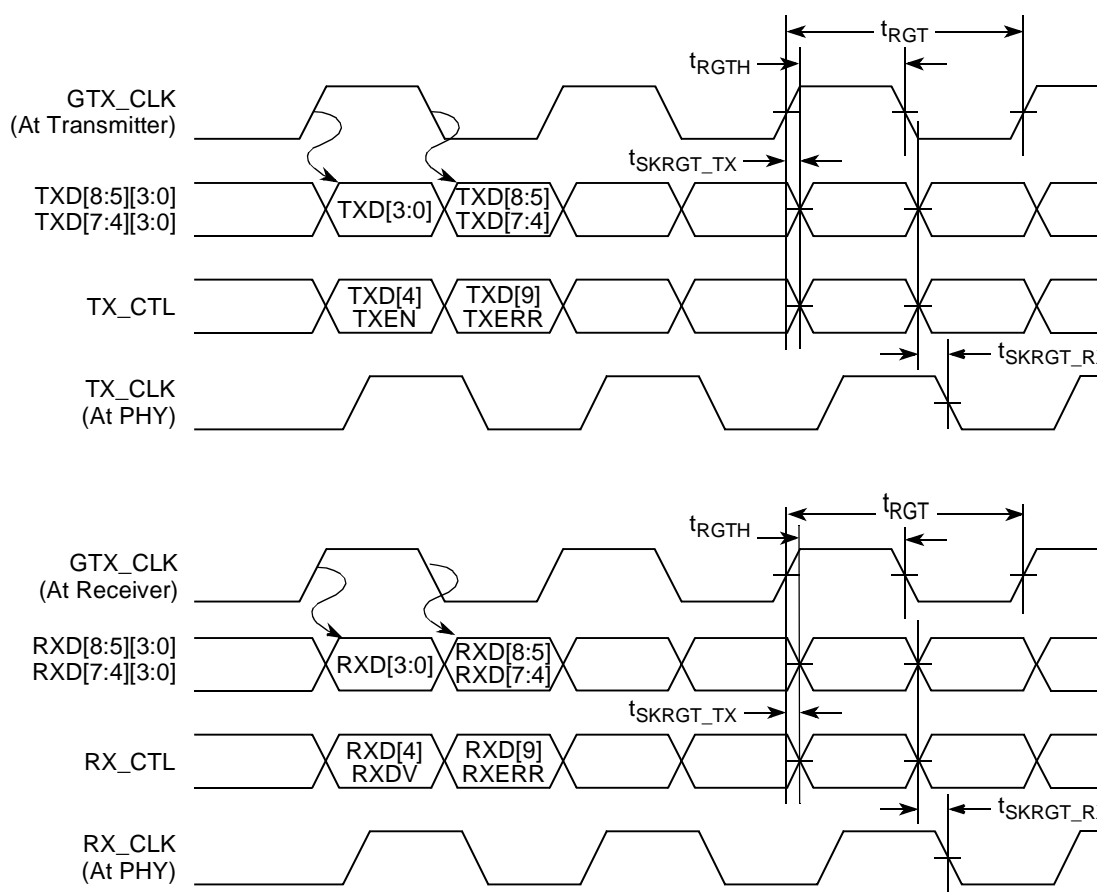 tRGT
tRGTH
GTX_CLK
(At Transmitter)
tSKRGT_TX
TXD[8:5][3:0]
TXD[7:4][3:0]
TXD[3:0]
TXD[8:5]
TXD[7:4]
TX_CTL
TXD[4]
TXEN
TXD[9]
TXERR
tSKRGT_RX
TX_CLK
(At PHY)
tRGT
tRGTH
GTX_CLK
(At Receiver)
RXD[8:5][3:0]
RXD[7:4][3:0]
RXD[3:0]
RXD[8:5]
RXD[7:4]
tSKRGT_TX
RX_CTL
RXD[4]
RXDV
RXD[9]
RXERR
tSKRGT_RX
RX_CLK
(At PHY)